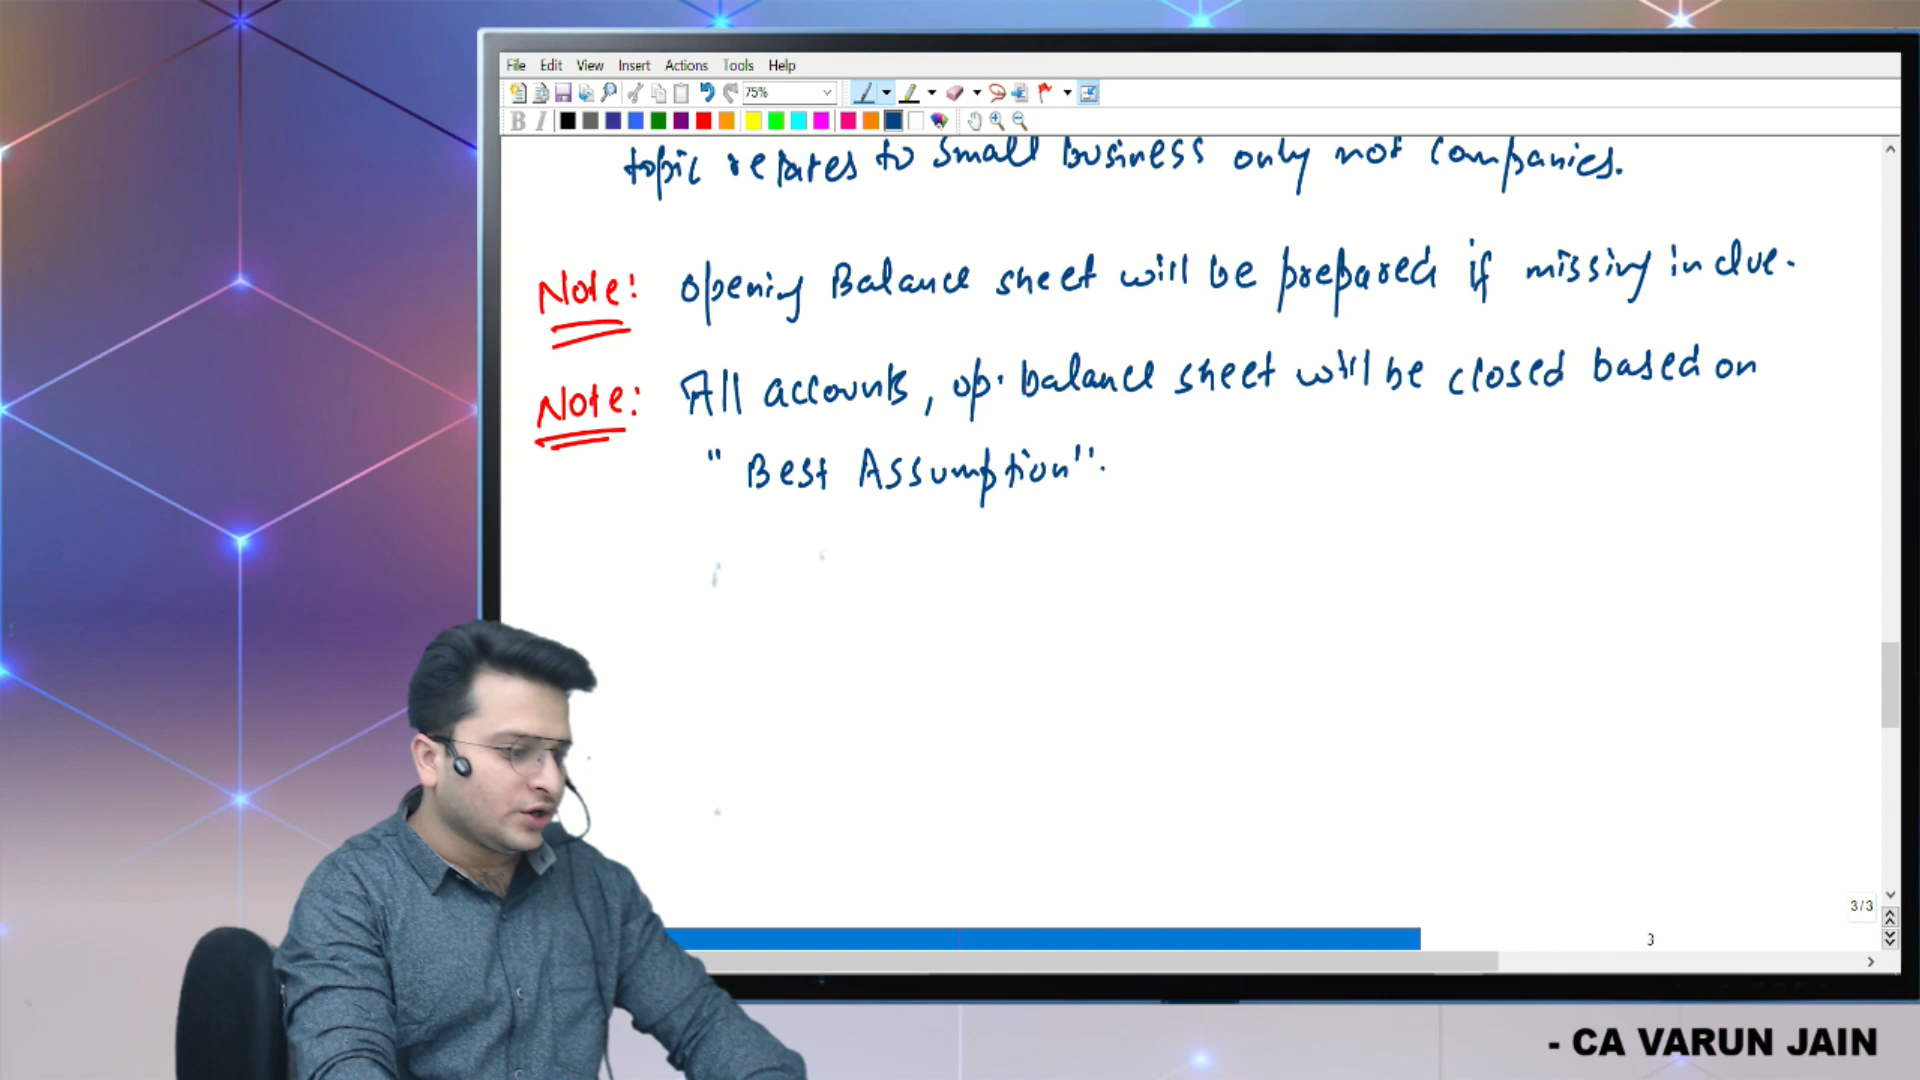 File Edit View Insert Actions Tools Help
75%
B I
topic relates to small business only not companies.
Note: opening Balance sheet will be prepared if missing in clue.
Note: All accounts, op. balance sheet will be closed based on
"Best Assumption".
3/3
3
- CA VARUN JAIN